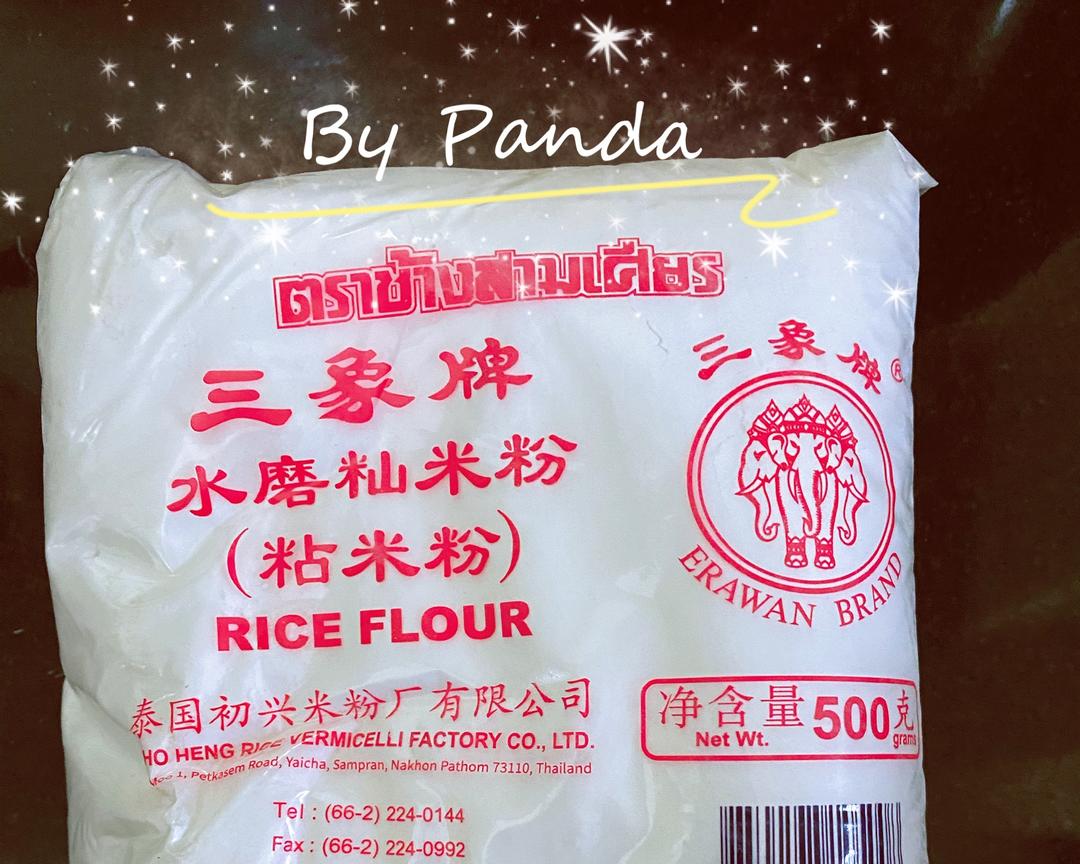 By Panda
ตราช้างสามเศียร
三象牌
水磨籼米粉
(粘米粉)
RICE FLOUR
三象牌®
ERAWAN BRAND
泰国初兴米粉厂有限公司
HO HENG RICE VERMICELLI FACTORY CO., LTD.
1, Petkasem Road, Yaicha, Sampran, Nakhon Pathom 73110, Thailand
净含量 500克
Net Wt. grams
Tel : (66-2) 224-0144
Fax : (66-2) 224-0992